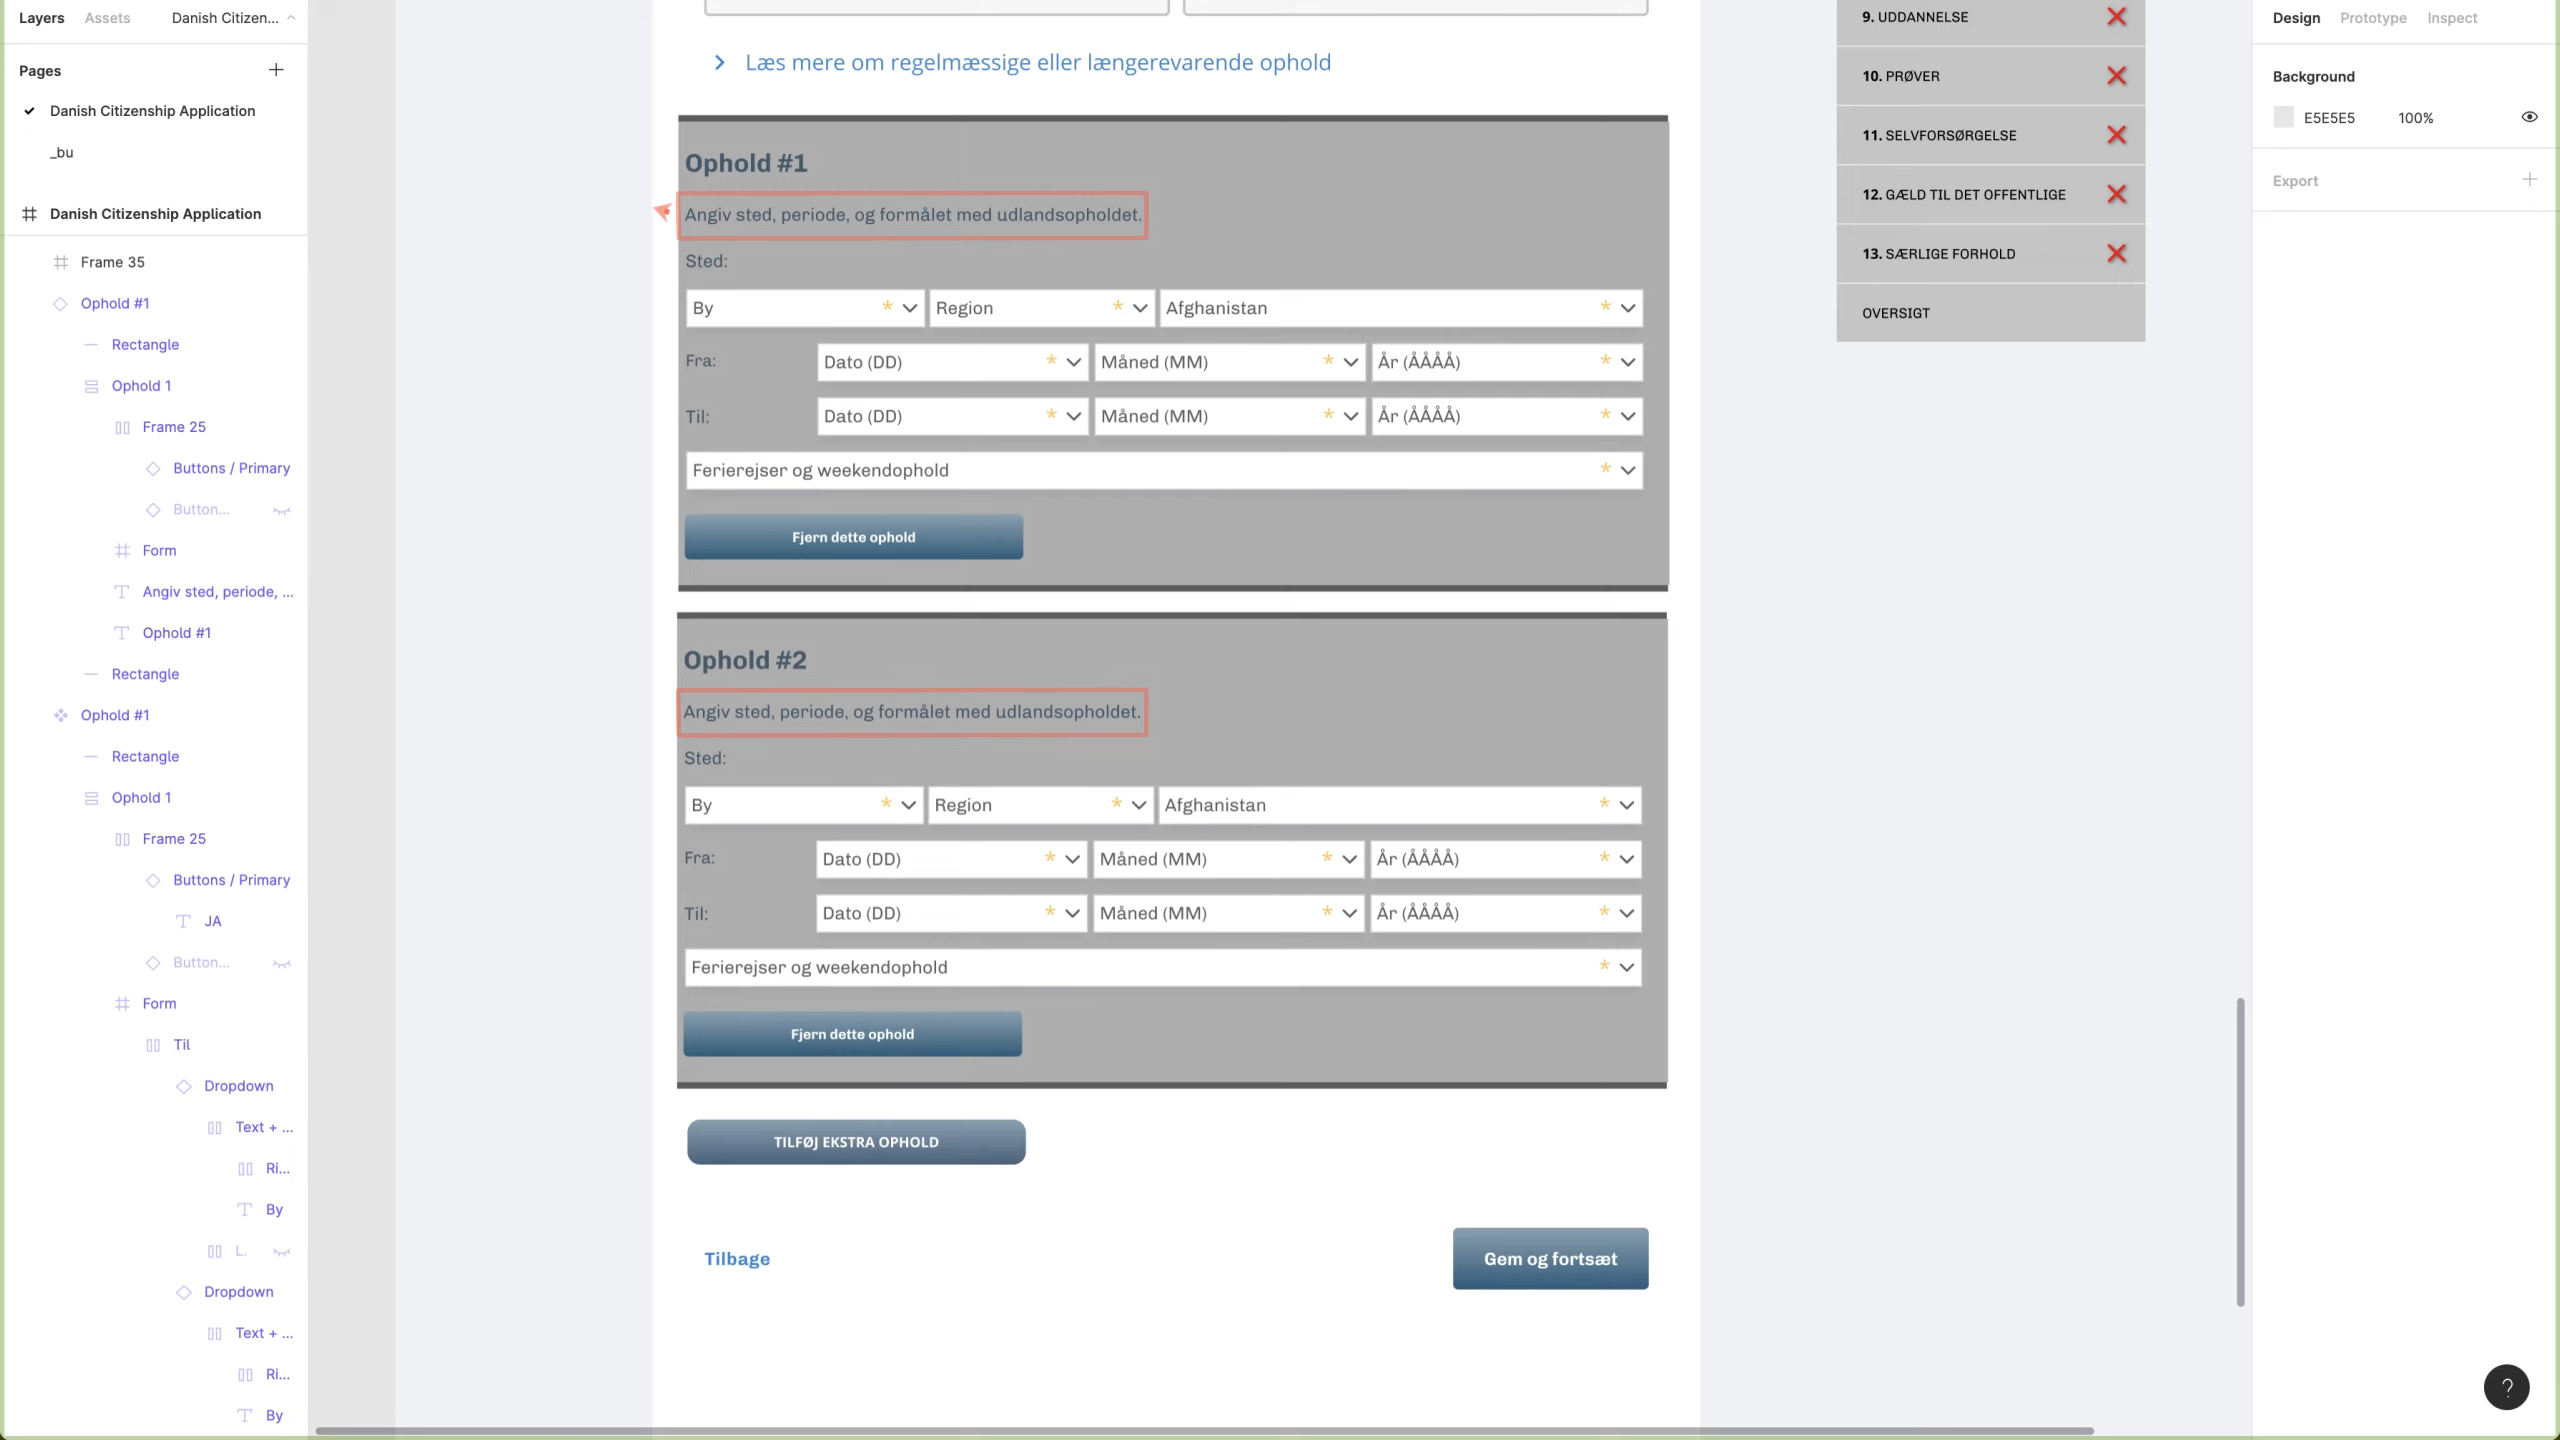 Layers
Assets
Danish Citizen...
Pages
Danish Citizenship Application
_bu
Danish Citizenship Application
Frame 35
Ophold #1
Rectangle
Ophold 1
Frame 25
Buttons / Primary
Button...
Form
Angiv sted, periode, ...
Ophold #1
Rectangle
Ophold #1
Rectangle
Ophold 1
Frame 25
Buttons / Primary
JA
Button...
Form
Til
Dropdown
Text + ...
Ri...
By
L.
Dropdown
Text + ...
Ri...
By
Læs mere om regelmæssige eller længerevarende ophold
Ophold #1
Angiv sted, periode, og formålet med udlandsopholdet.
Sted:
By * Region * Afghanistan *
Fra: Dato (DD) * Måned (MM) * År (ÅÅÅÅ) *
Til: Dato (DD) * Måned (MM) * År (ÅÅÅÅ) *
Ferierejser og weekendophold *
Fjern dette ophold
Ophold #2
Angiv sted, periode, og formålet med udlandsopholdet.
Sted:
By * Region * Afghanistan *
Fra: Dato (DD) * Måned (MM) * År (ÅÅÅÅ) *
Til: Dato (DD) * Måned (MM) * År (ÅÅÅÅ) *
Ferierejser og weekendophold *
Fjern dette ophold
TILFØJ EKSTRA OPHOLD
Tilbage
Gem og fortsæt
9. UDDANNELSE
10. PRØVER
11. SELVFORSØRGELSE
12. GÆLD TIL DET OFFENTLIGE
13. SÆRLIGE FORHOLD
OVERSIGT
Design
Prototype
Inspect
Background
E5E5E5
100%
Export
?